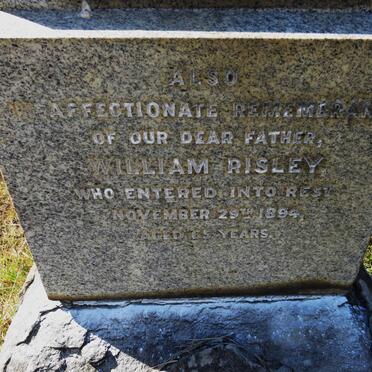 ALSO
AFFECTIONATE REMEMBRAN
OF OUR DEAR FATHER,
WILLIAM RISLEY,
WHO ENTERED INTO REST
NOVEMBER 29TH 1894,
AGED YEARS.